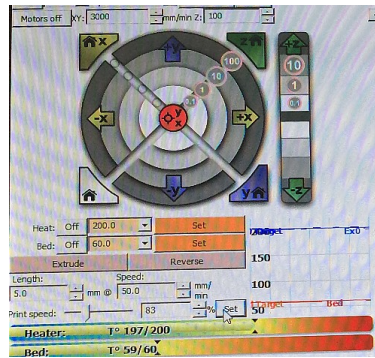 Motors off XY: 3000 mm/min Z: 100
x +y z +z
100
10 10
1 1
0.1 0.1
-x y x +x
-y y -z
Heat: Off 200.0 Set
Bed: Off 60.0 Set
Target Ex0
Extrude Reverse
150
Length: Speed:
5.0 mm @ 50.0 mm/
min
100
Print speed: 83 % Set
50
Target Bed
Heater: T° 197/200
Bed: T° 59/60